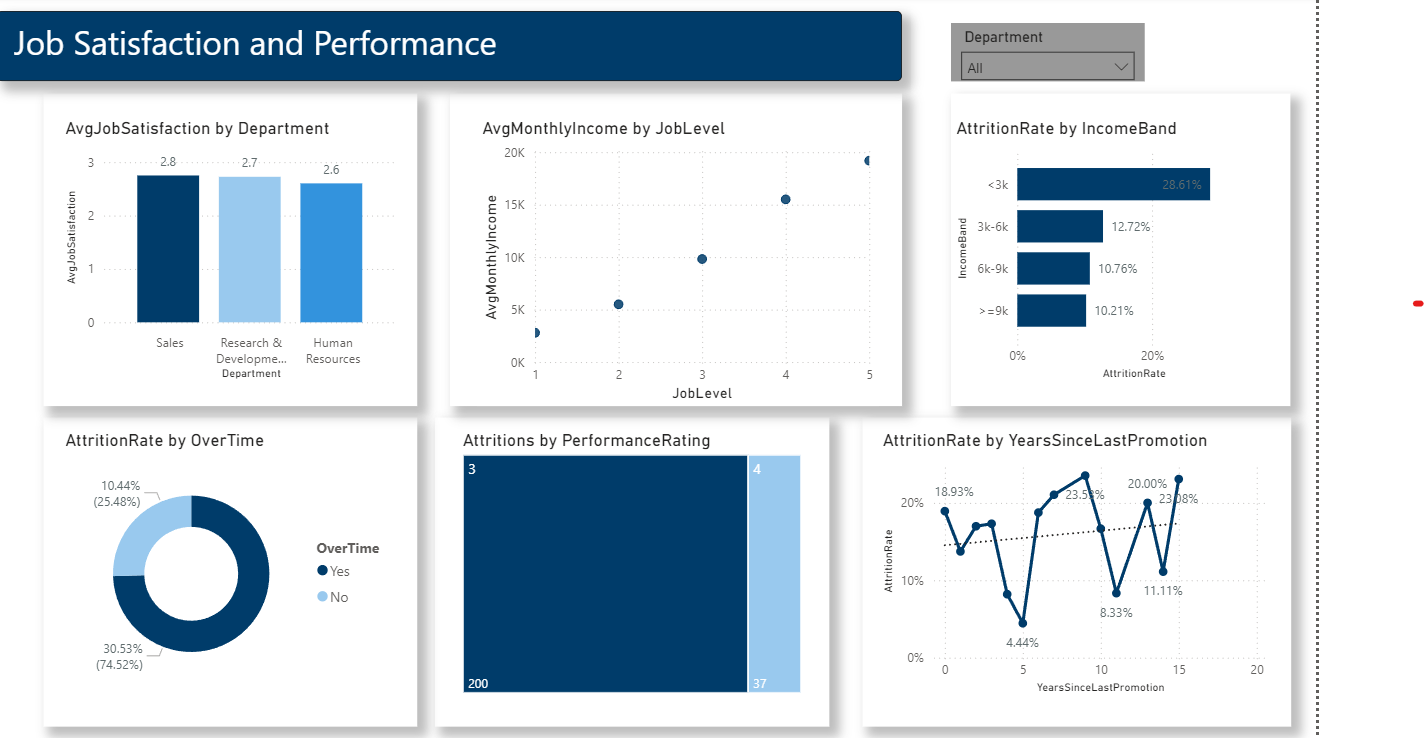 Job Satisfaction and Performance
Department
All
AvgJobSatisfaction by Department
AvgJobSatisfaction
3
2
1
0
2.8
2.7
2.6
Sales
Research &
Developme...
Human
Resources
Department
AvgMonthlyIncome by JobLevel
AvgMonthlyIncome
20K
15K
10K
5K
0K
1
2
3
4
5
JobLevel
AttritionRate by IncomeBand
IncomeBand
<3k
28.61%
3k-6k
12.72%
6k-9k
10.76%
>=9k
10.21%
0%
20%
AttritionRate
AttritionRate by OverTime
10.44%
(25.48%)
30.53%
(74.52%)
OverTime
Yes
No
Attritions by PerformanceRating
3
4
200
37
AttritionRate by YearsSinceLastPromotion
AttritionRate
20%
10%
0%
18.93%
4.44%
23.53%
8.33%
20.00%
11.11%
23.08%
0
5
10
15
20
YearsSinceLastPromotion